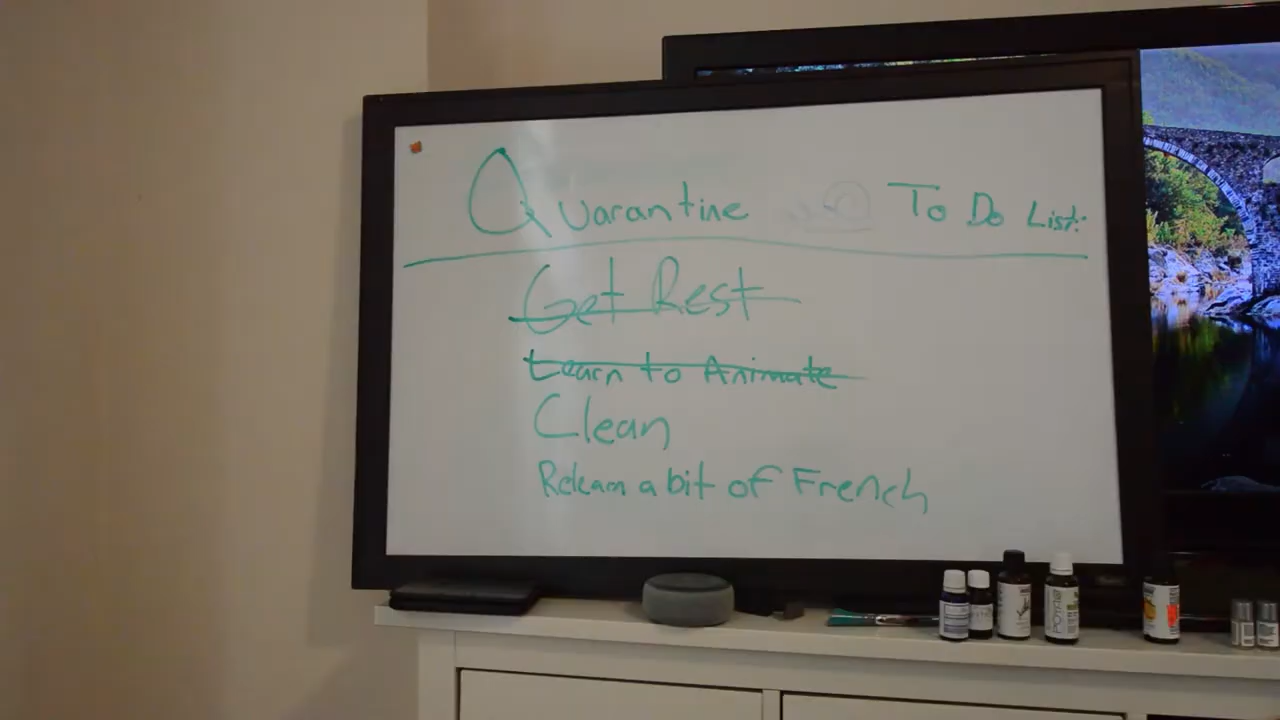 Quarantine To Do List:
Get Rest
Learn to Animate
Clean
Relearn a bit of French